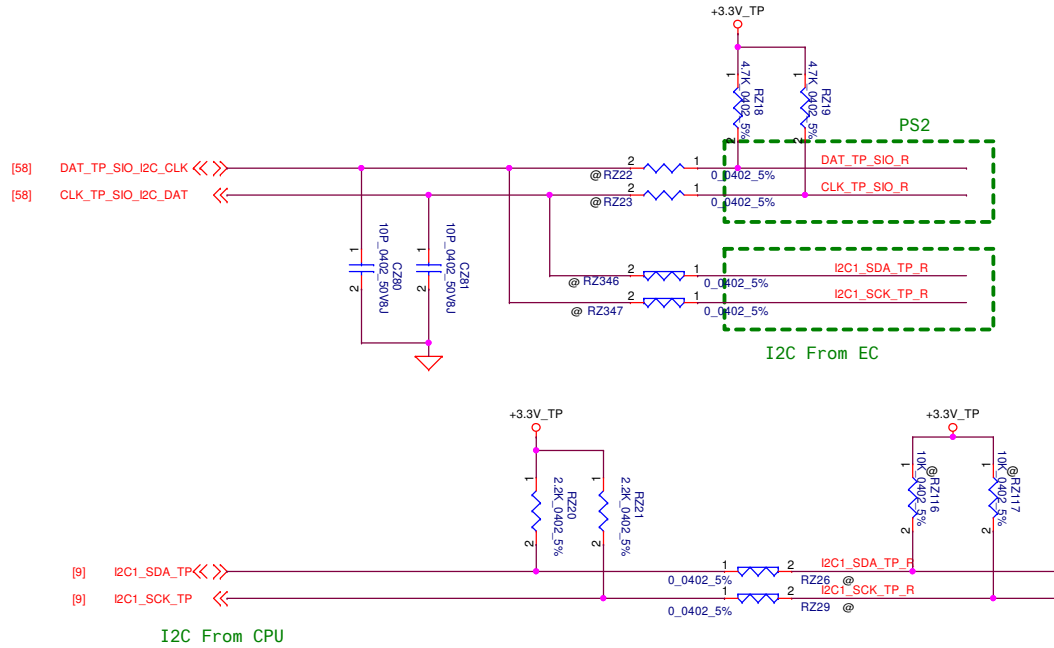 +3.3V_TP
1
4.7K_0402_5%
RZ18
2
1
4.7K_0402_5%
RZ19
2
PS2
[58]
DAT_TP_SIO_I2C_CLK
2
1
DAT_TP_SIO_R
@
RZ22
0_0402_5%
[58]
CLK_TP_SIO_I2C_DAT
2
1
CLK_TP_SIO_R
@
RZ23
0_0402_5%
1
10P_0402_50V8J
CZ80
2
1
10P_0402_50V8J
CZ81
2
2
1
I2C1_SDA_TP_R
@
RZ346
0_0402_5%
2
1
I2C1_SCK_TP_R
@
RZ347
0_0402_5%
I2C From EC
+3.3V_TP
1
2.2K_0402_5%
RZ20
2
1
2.2K_0402_5%
RZ21
2
+3.3V_TP
1
10K_0402_5%
@RZ116
2
1
10K_0402_5%
@RZ117
2
[9]
I2C1_SDA_TP
1
2
I2C1_SDA_TP_R
0_0402_5%
RZ26
@
[9]
I2C1_SCK_TP
1
2
I2C1_SCK_TP_R
0_0402_5%
RZ29
@
I2C From CPU